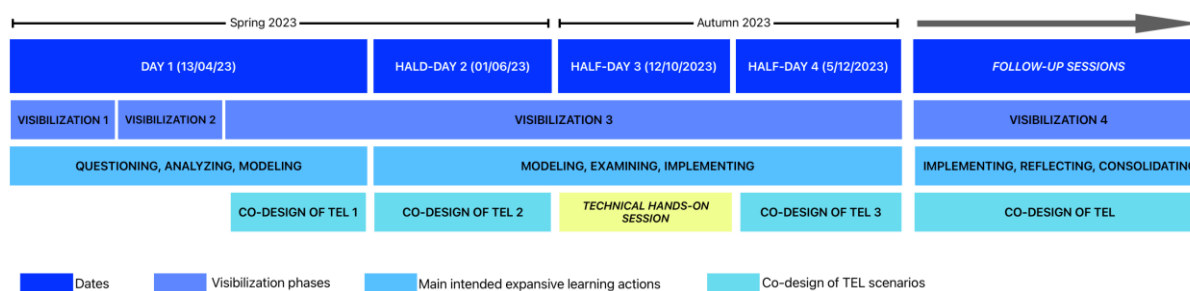 Spring 2023
Autumn 2023
DAY 1 (13/04/23)
HALD-DAY 2 (01/06/23)
HALF-DAY 3 (12/10/2023)
HALF-DAY 4 (5/12/2023)
FOLLOW-UP SESSIONS
VISIBILIZATION 1
VISIBILIZATION 2
VISIBILIZATION 3
VISIBILIZATION 4
QUESTIONING, ANALYZING, MODELING
MODELING, EXAMINING, IMPLEMENTING
IMPLEMENTING, REFLECTING, CONSOLIDATING
CO-DESIGN OF TEL 1
CO-DESIGN OF TEL 2
TECHNICAL HANDS-ON
SESSION
CO-DESIGN OF TEL 3
CO-DESIGN OF TEL
Dates
Visibilization phases
Main intended expansive learning actions
Co-design of TEL scenarios